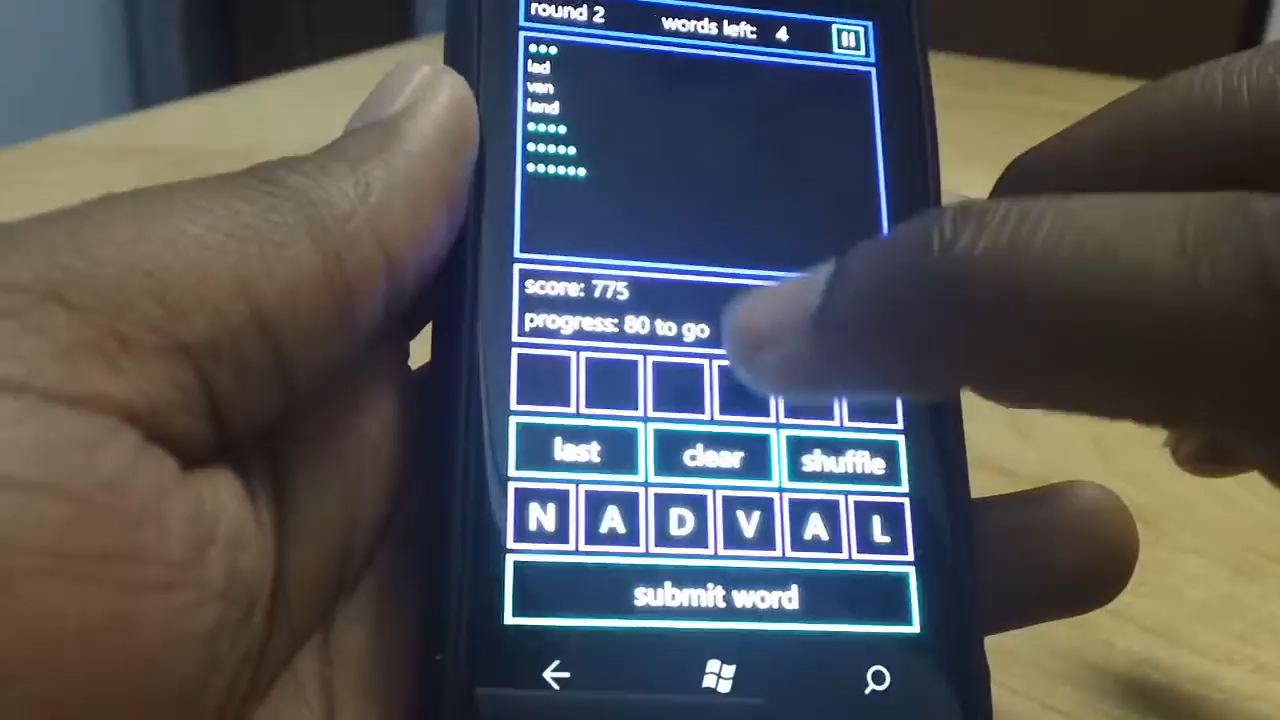 round 2 words left: 4
lad
van
land
score: 775
progress: 80 to go
last clear shuffle
N A D V A L
submit word